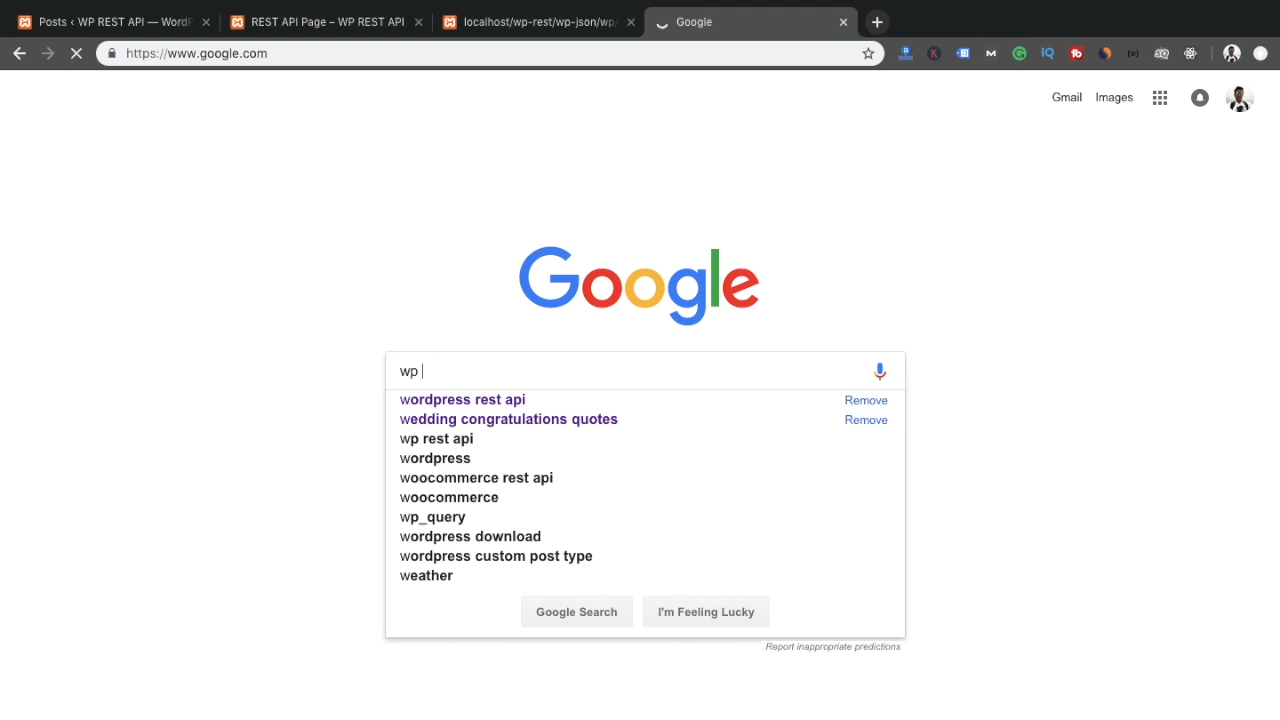 Posts ‹ WP REST API — WordP
REST API Page – WP REST API
localhost/wp-rest/wp-json/wp/
Google
https://www.google.com
Gmail Images
Google
wp
wordpress rest api Remove
wedding congratulations quotes Remove
wp rest api
wordpress
woocommerce rest api
woocommerce
wp_query
wordpress download
wordpress custom post type
weather
Google Search I'm Feeling Lucky
Report inappropriate predictions